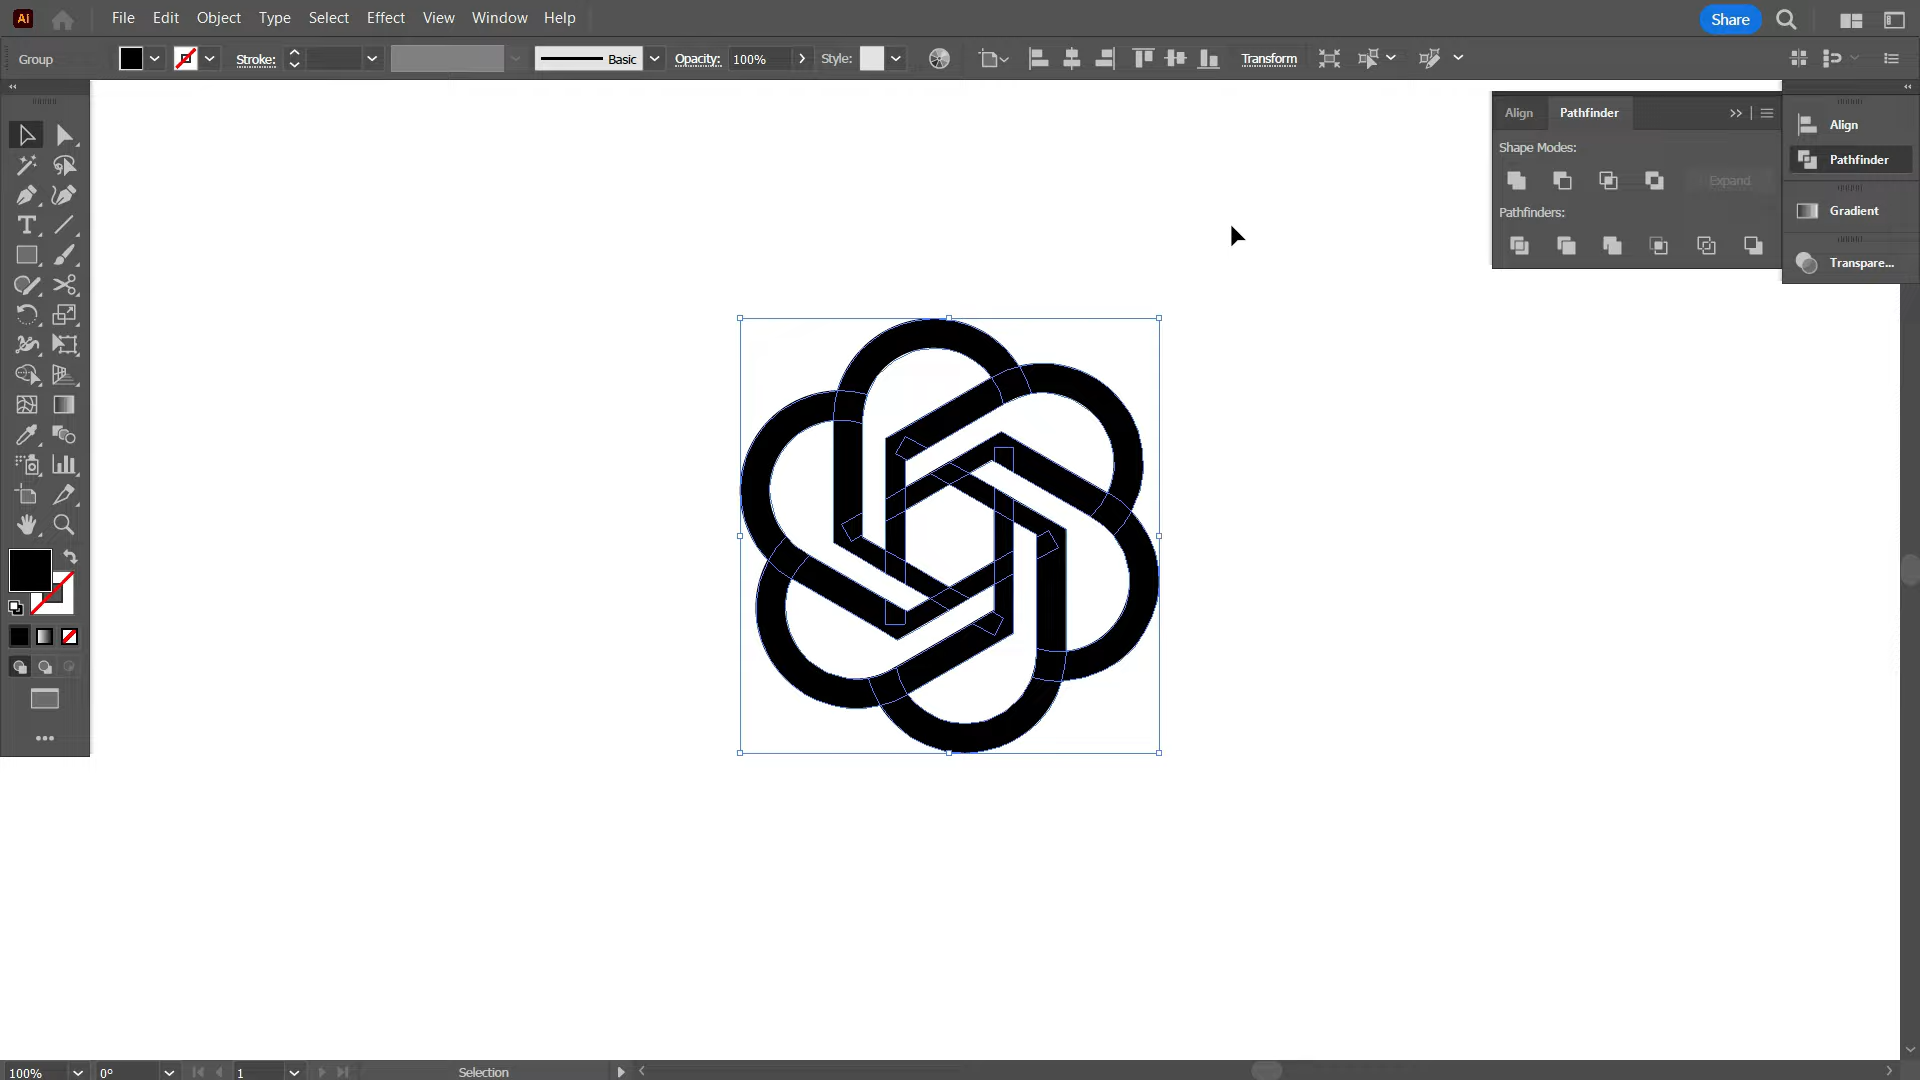 Ai File Edit Object Type Select Effect View Window Help Share
Group Stroke: Basic Opacity: 100% Style: Transform
Align Pathfinder
Shape Modes:
Expand
Pathfinders:
Align
Pathfinder
Gradient
Transpare...
100% 0° 1 Selection